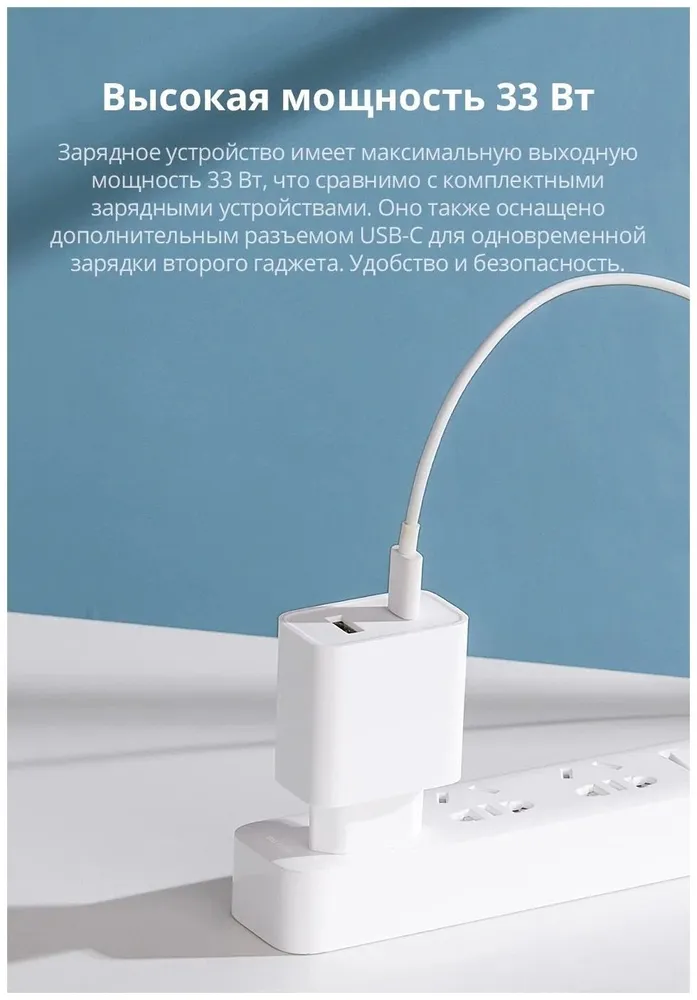 Высокая мощность 33 Вт
Зарядное устройство имеет максимальную выходную
мощность 33 Вт, что сравнимо с комплектными
зарядными устройствами. Оно также оснащено
дополнительным разъемом USB-C для одновременной
зарядки второго гаджета. Удобство и безопасность.